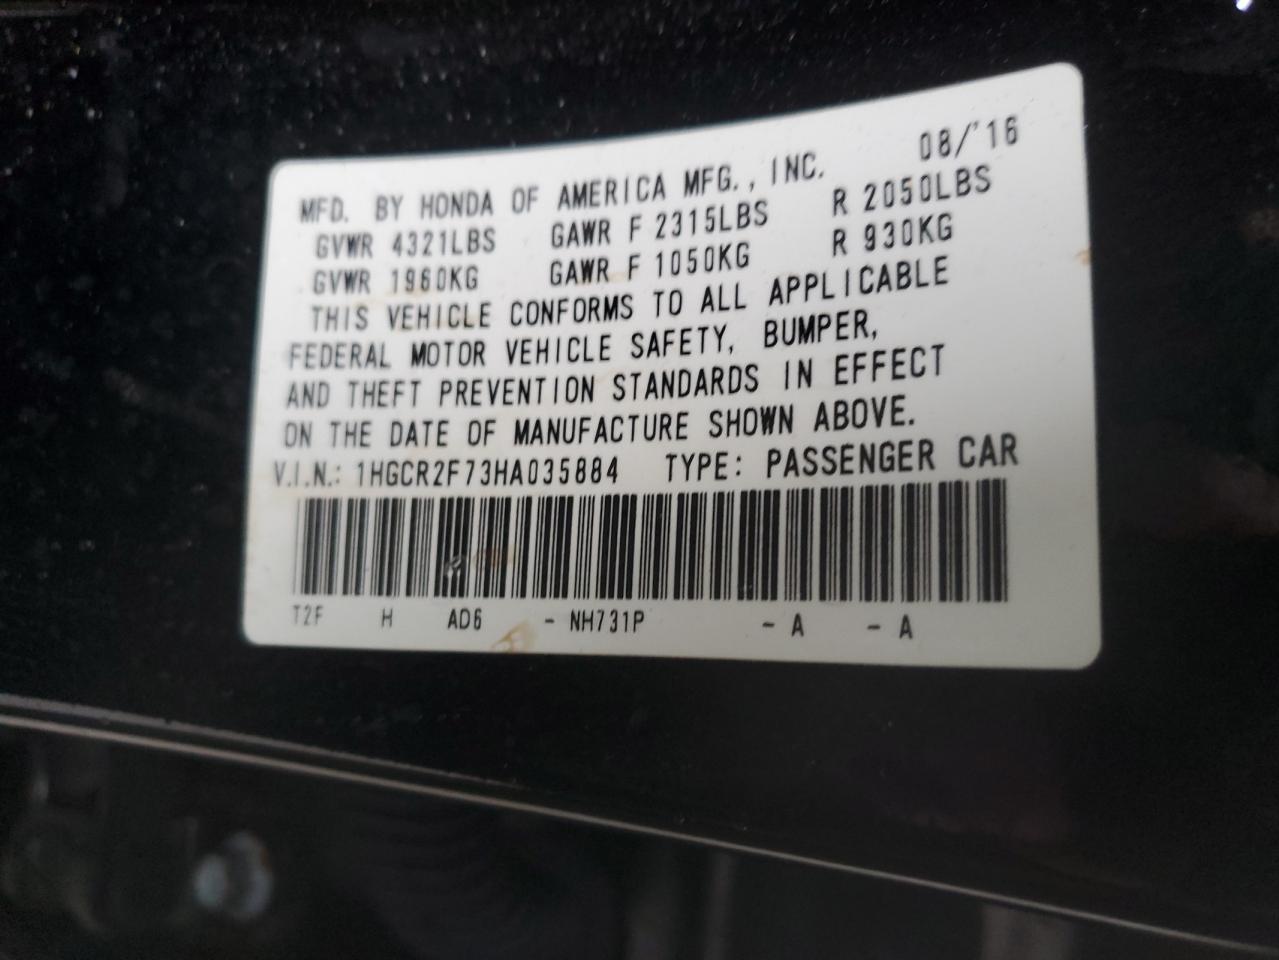 MFD. BY HONDA OF AMERICA MFG., INC. 08/'16
GVWR 4321LBS GAWR F 2315LBS R 2050LBS
GVWR 1960KG GAWR F 1050KG R 930KG
THIS VEHICLE CONFORMS TO ALL APPLICABLE
FEDERAL MOTOR VEHICLE SAFETY, BUMPER,
AND THEFT PREVENTION STANDARDS IN EFFECT
ON THE DATE OF MANUFACTURE SHOWN ABOVE.
V.I.N.: 1HGCR2F73HA035884 TYPE: PASSENGER CAR
T2F H AD6 - NH731P - A - A